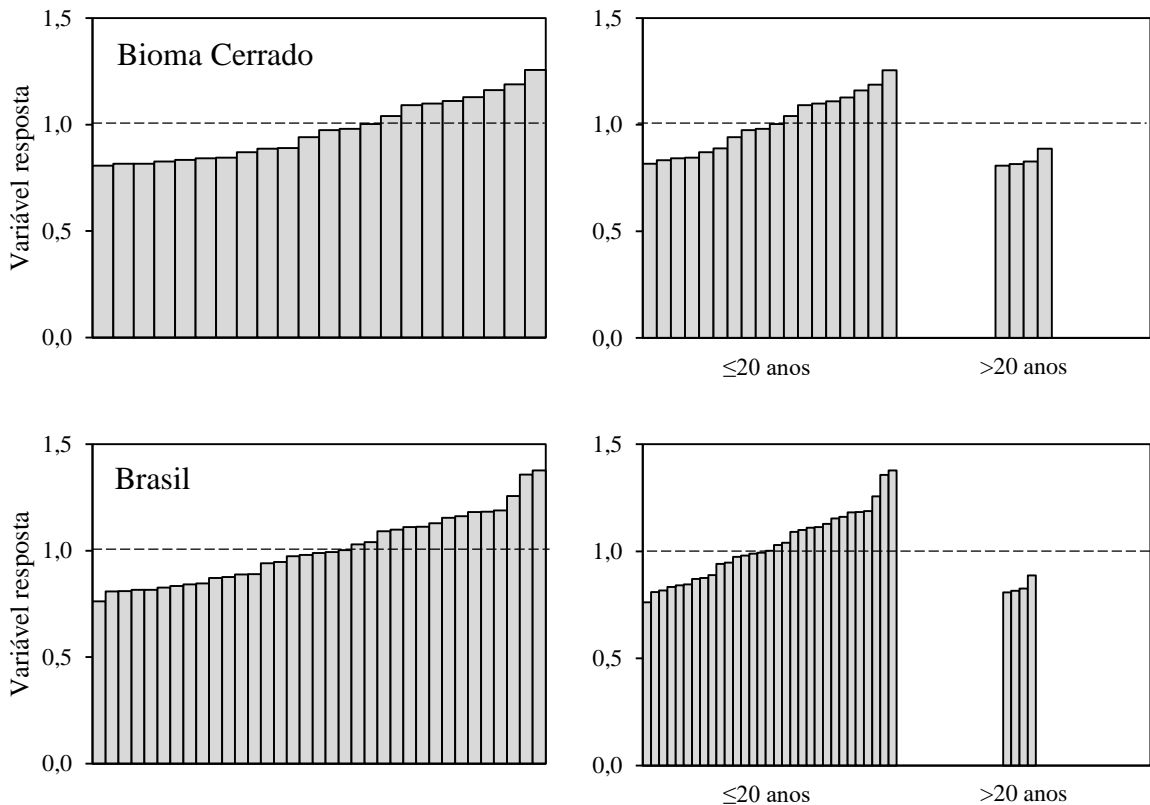 1,5
Bioma Cerrado
1,0
Variável resposta
0,5
0,0
1,5
1,0
0,5
0,0
≤20 anos
>20 anos
1,5
Brasil
1,0
Variável resposta
0,5
0,0
1,5
1,0
0,5
0,0
≤20 anos
>20 anos